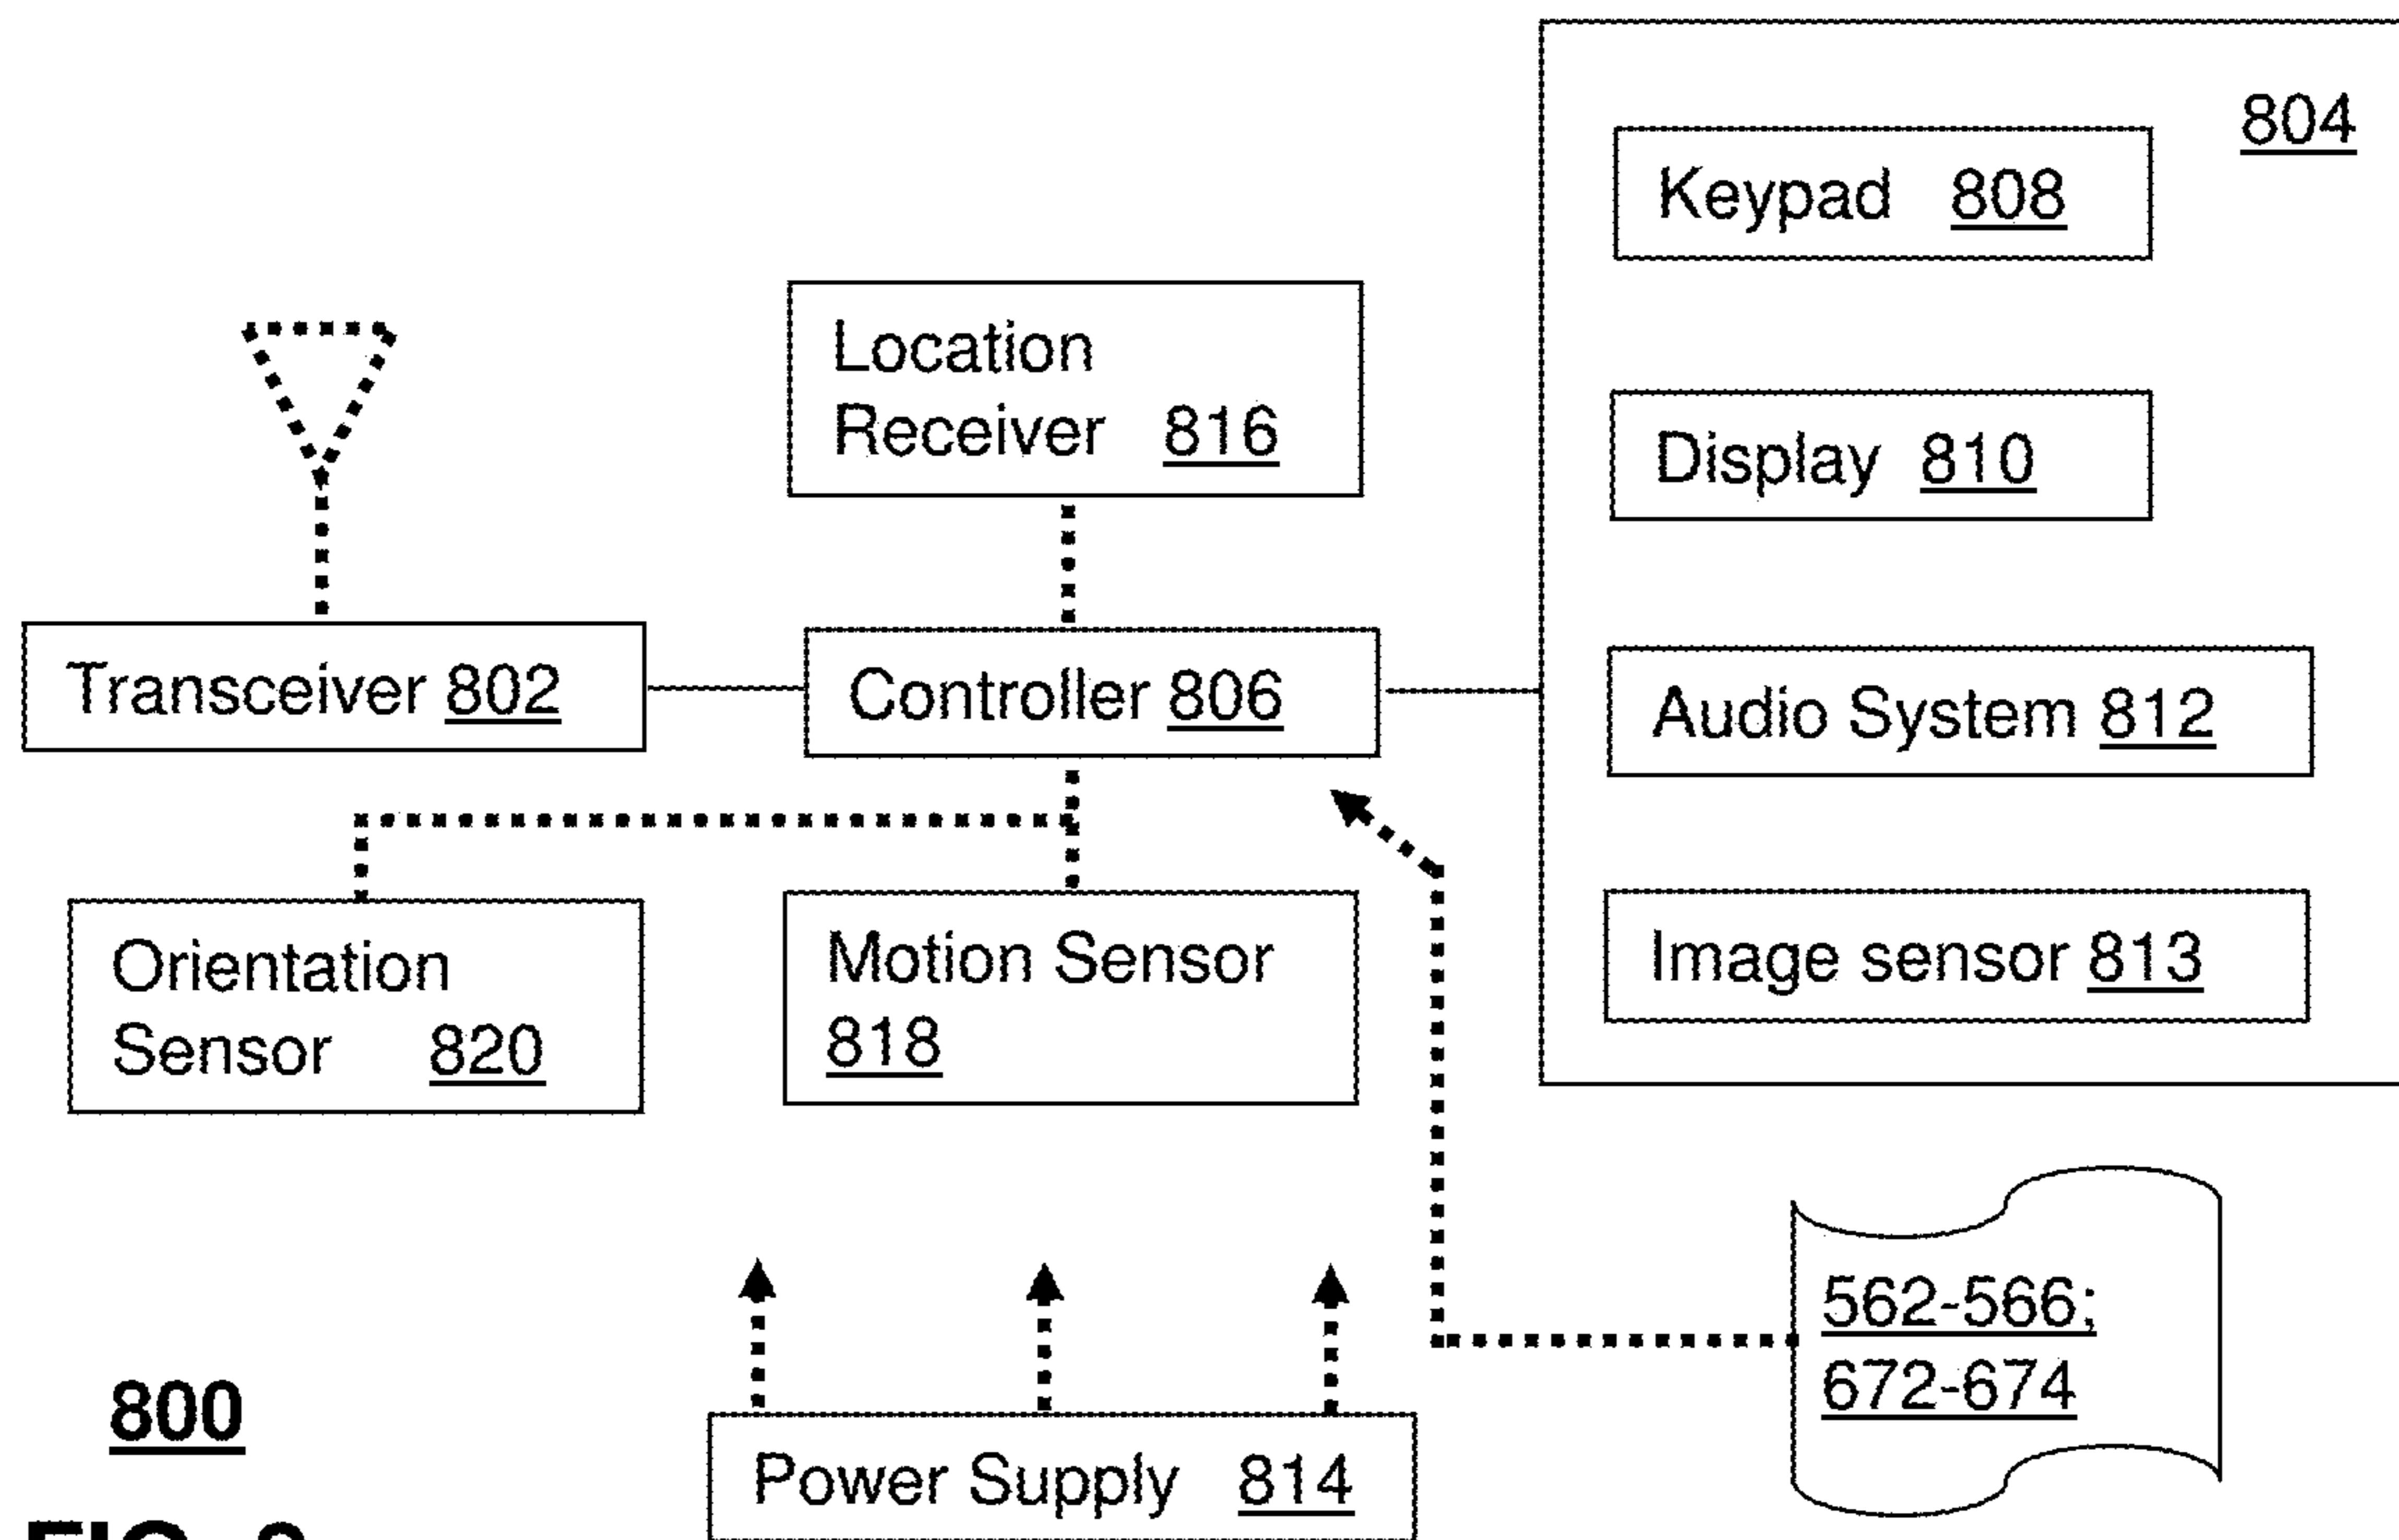 804
Keypad 808
Location
Receiver 816
Display 810
Transceiver 802
Controller 806
Audio System 812
Orientation
Sensor 820
Motion Sensor
818
Image sensor 813
562-566;
672-674
800
Power Supply 814
FIG.